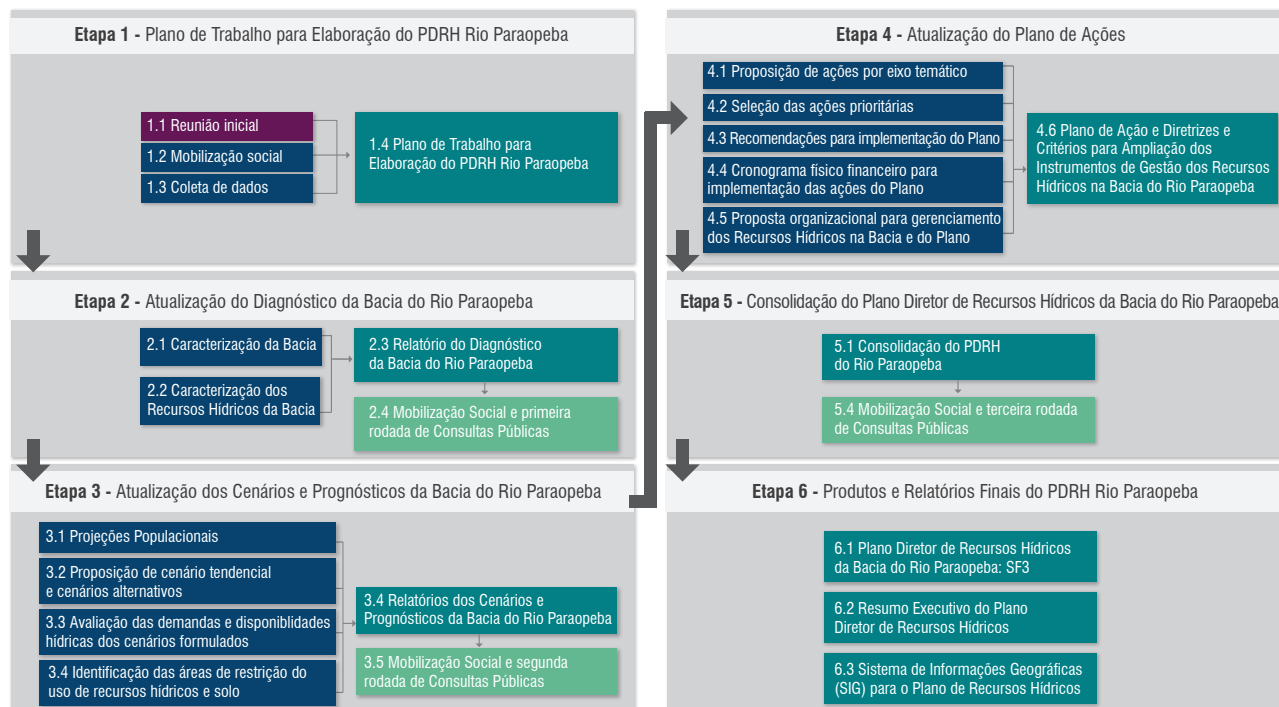 Etapa 1 - Plano de Trabalho para Elaboração do PDRH Rio Paraopeba
1.1 Reunião inicial
1.2 Mobilização social
1.3 Coleta de dados
1.4 Plano de Trabalho para
Elaboração do PDRH Rio Paraopeba
Etapa 2 - Atualização do Diagnóstico da Bacia do Rio Paraopeba
2.1 Caracterização da Bacia
2.2 Caracterização dos
Recursos Hídricos da Bacia
2.3 Relatório do Diagnóstico
da Bacia do Rio Paraopeba
2.4 Mobilização Social e primeira
rodada de Consultas Públicas
Etapa 3 - Atualização dos Cenários e Prognósticos da Bacia do Rio Paraopeba
3.1 Projeções Populacionais
3.2 Proposição de cenário tendencial
e cenários alternativos
3.3 Avaliação das demandas e disponiblidades
hídricas dos cenários formulados
3.4 Identificação das áreas de restrição do
uso de recursos hídricos e solo
3.4 Relatórios dos Cenários e
Prognósticos da Bacia do Rio Paraopeba
3.5 Mobilização Social e segunda
rodada de Consultas Públicas
Etapa 4 - Atualização do Plano de Ações
4.1 Proposição de ações por eixo temático
4.2 Seleção das ações prioritárias
4.3 Recomendações para implementação do Plano
4.4 Cronograma físico financeiro para
implementação das ações do Plano
4.5 Proposta organizacional para gerenciamento
dos Recursos Hídricos na Bacia e do Plano
4.6 Plano de Ação e Diretrizes e
Critérios para Ampliação dos
Instrumentos de Gestão dos Recursos
Hídricos na Bacia do Rio Paraopeba
Etapa 5 - Consolidação do Plano Diretor de Recursos Hídricos da Bacia do Rio Paraopeba
5.1 Consolidação do PDRH
do Rio Paraopeba
5.4 Mobilização Social e terceira rodada
de Consultas Públicas
Etapa 6 - Produtos e Relatórios Finais do PDRH Rio Paraopeba
6.1 Plano Diretor de Recursos Hídricos
da Bacia do Rio Paraopeba: SF3
6.2 Resumo Executivo do Plano
Diretor de Recursos Hídricos
6.3 Sistema de Informações Geográficas
(SIG) para o Plano de Recursos Hídricos